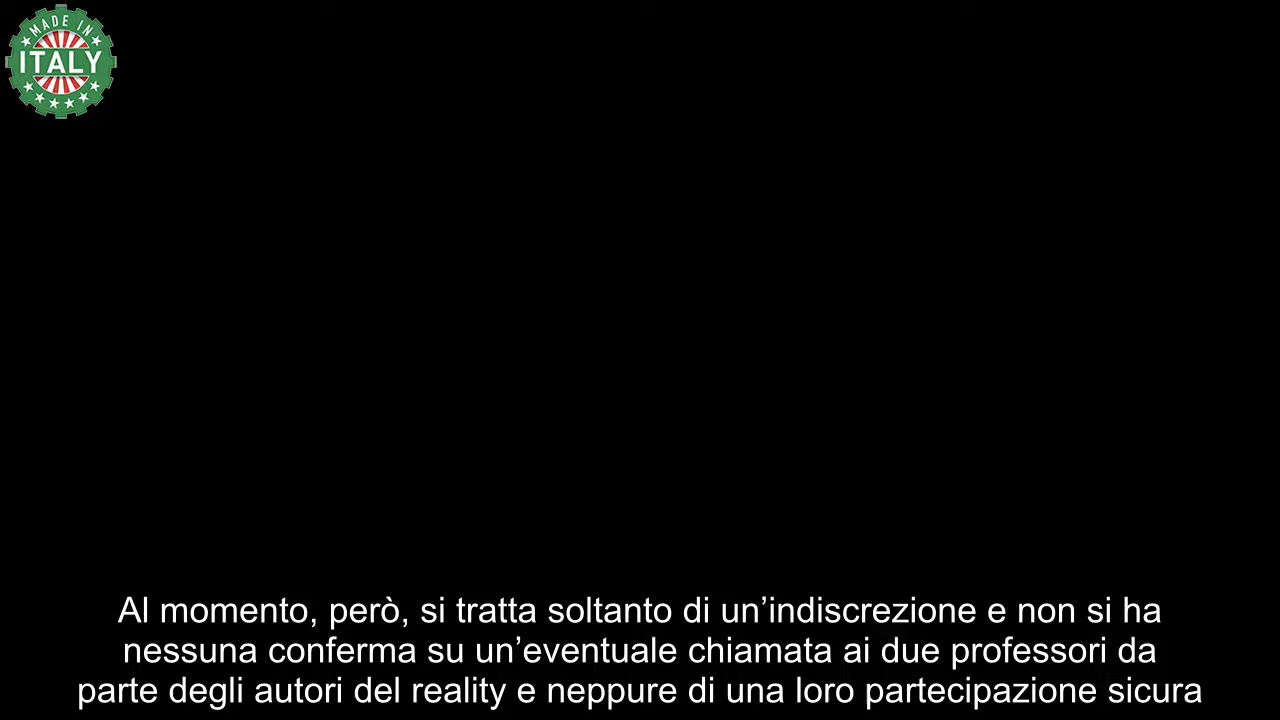 MADE IN
ITALY
Al momento, però, si tratta soltanto di un’indiscrezione e non si ha
nessuna conferma su un’eventuale chiamata ai due professori da
parte degli autori del reality e neppure di una loro partecipazione sicura